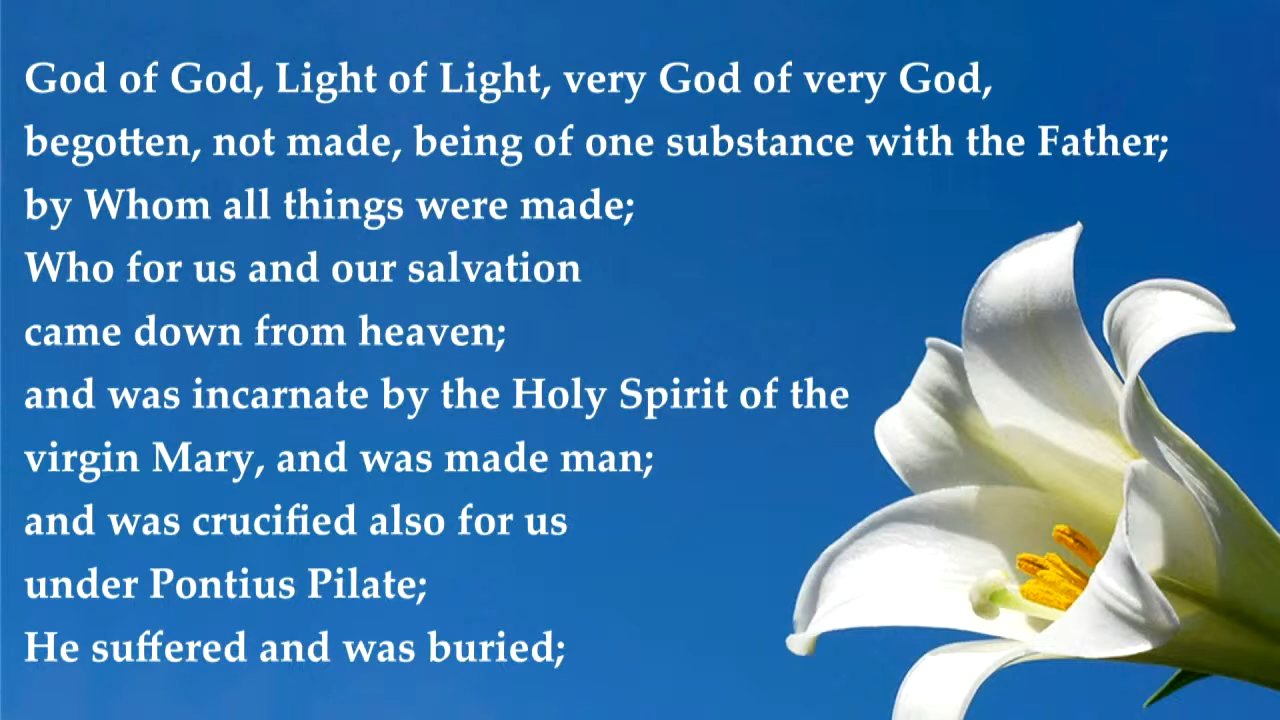 God of God, Light of Light, very God of very God,
begotten, not made, being of one substance with the Father;
by Whom all things were made;
Who for us and our salvation
came down from heaven;
and was incarnate by the Holy Spirit of the
virgin Mary, and was made man;
and was crucified also for us
under Pontius Pilate;
He suffered and was buried;